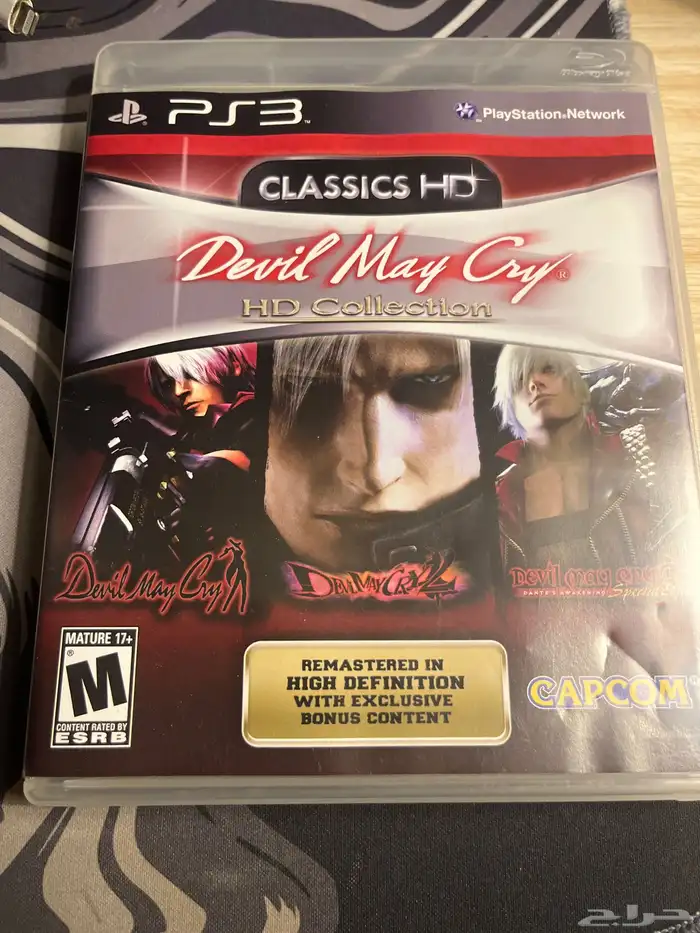 PS3™
PlayStation®Network
CLASSICS HD
Devil May Cry®
HD Collection
Devil May Cry
DEVIL MAY CRY 2
Devil may cry 3
DANTE'S AWAKENING Special
MATURE 17+
M®
CONTENT RATED BY
ESRB
REMASTERED IN
HIGH DEFINITION
WITH EXCLUSIVE
BONUS CONTENT
CAPCOM
حراج